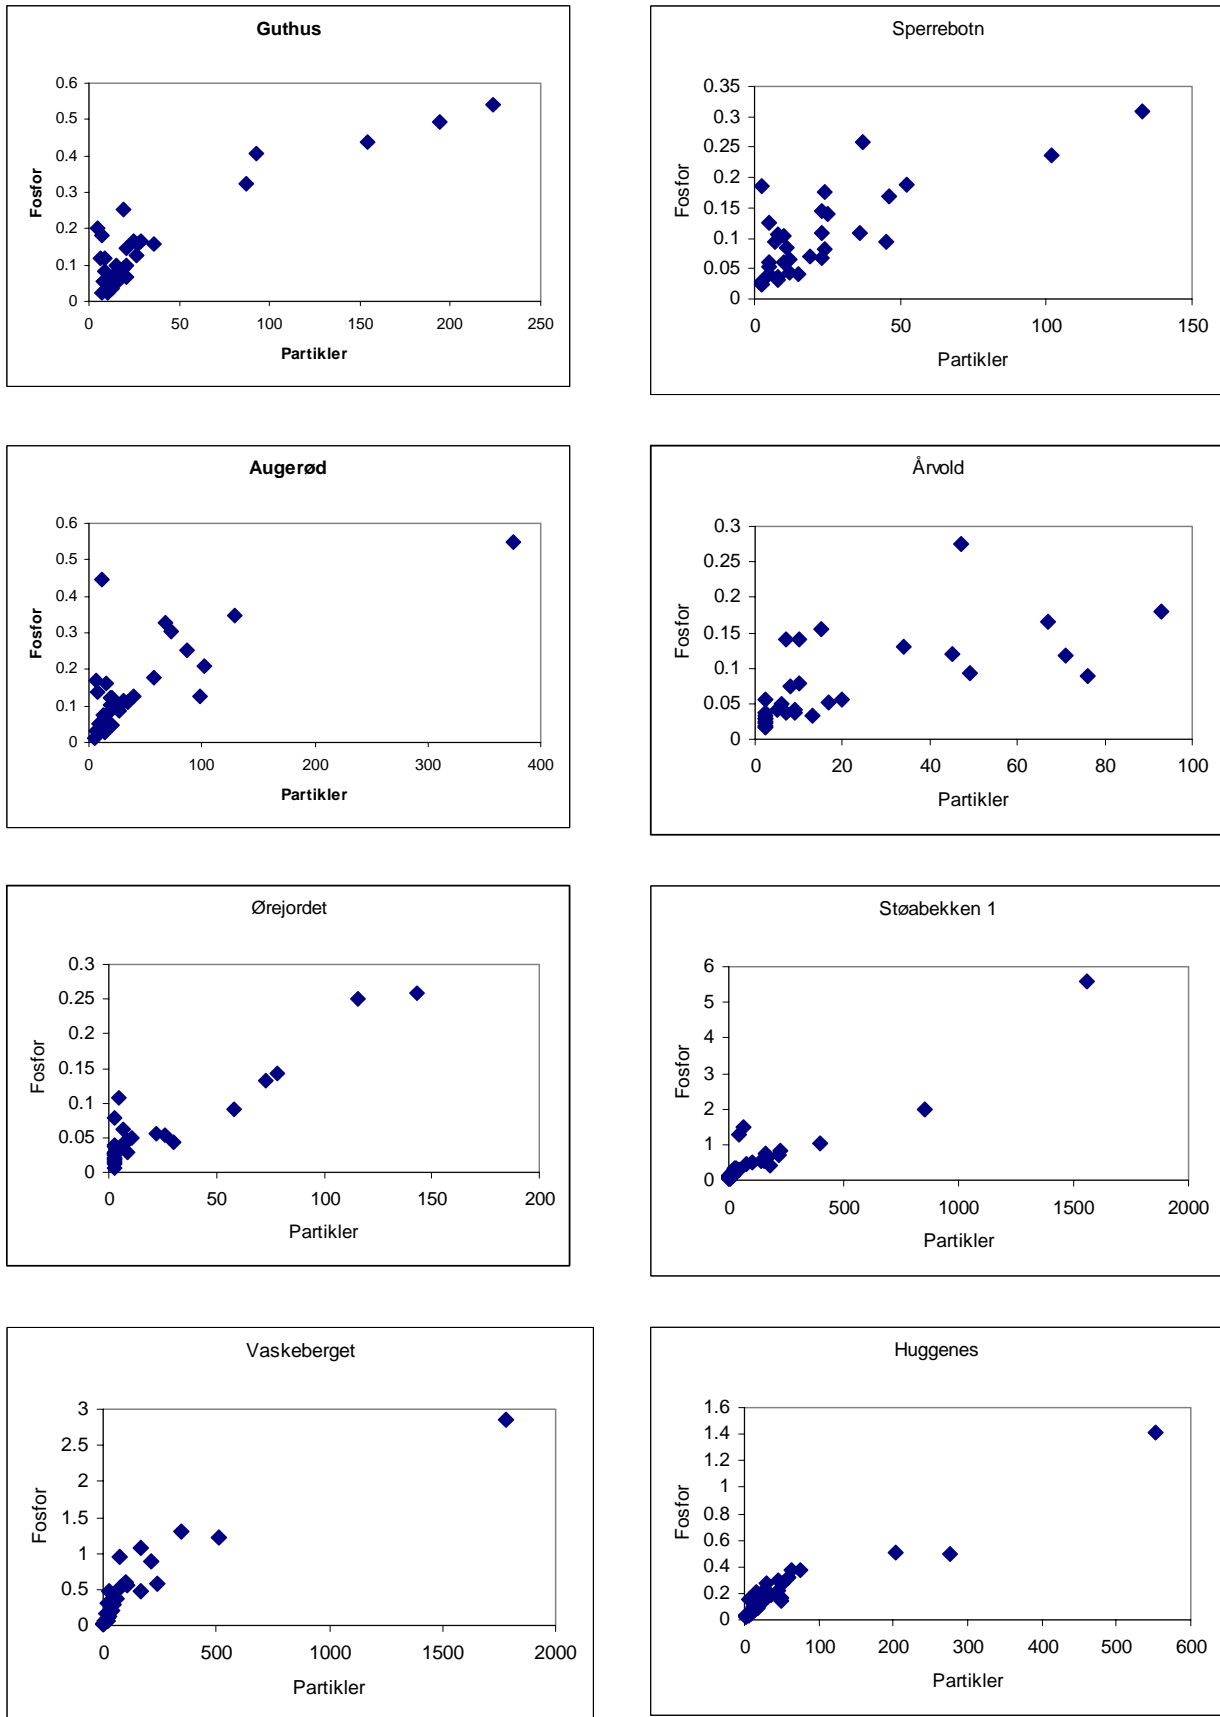 Guthus
0.6
0.5
0.4
0.3
0.2
0.1
0
Fosfor
0 50 100 150 200 250
Partikler
Sperrebotn
0.35
0.3
0.25
0.2
0.15
0.1
0.05
0
Fosfor
0 50 100 150
Partikler
Augerød
0.6
0.5
0.4
0.3
0.2
0.1
0
Fosfor
0 100 200 300 400
Partikler
Årvold
0.3
0.25
0.2
0.15
0.1
0.05
0
Fosfor
0 20 40 60 80 100
Partikler
Ørejordet
0.3
0.25
0.2
0.15
0.1
0.05
0
Fosfor
0 50 100 150 200
Partikler
Støabekken 1
6
5
4
3
2
1
0
Fosfor
0 500 1000 1500 2000
Partikler
Vaskeberget
3
2.5
2
1.5
1
0.5
0
Fosfor
0 500 1000 1500 2000
Partikler
Huggenes
1.6
1.4
1.2
1
0.8
0.6
0.4
0.2
0
Fosfor
0 100 200 300 400 500 600
Partikler